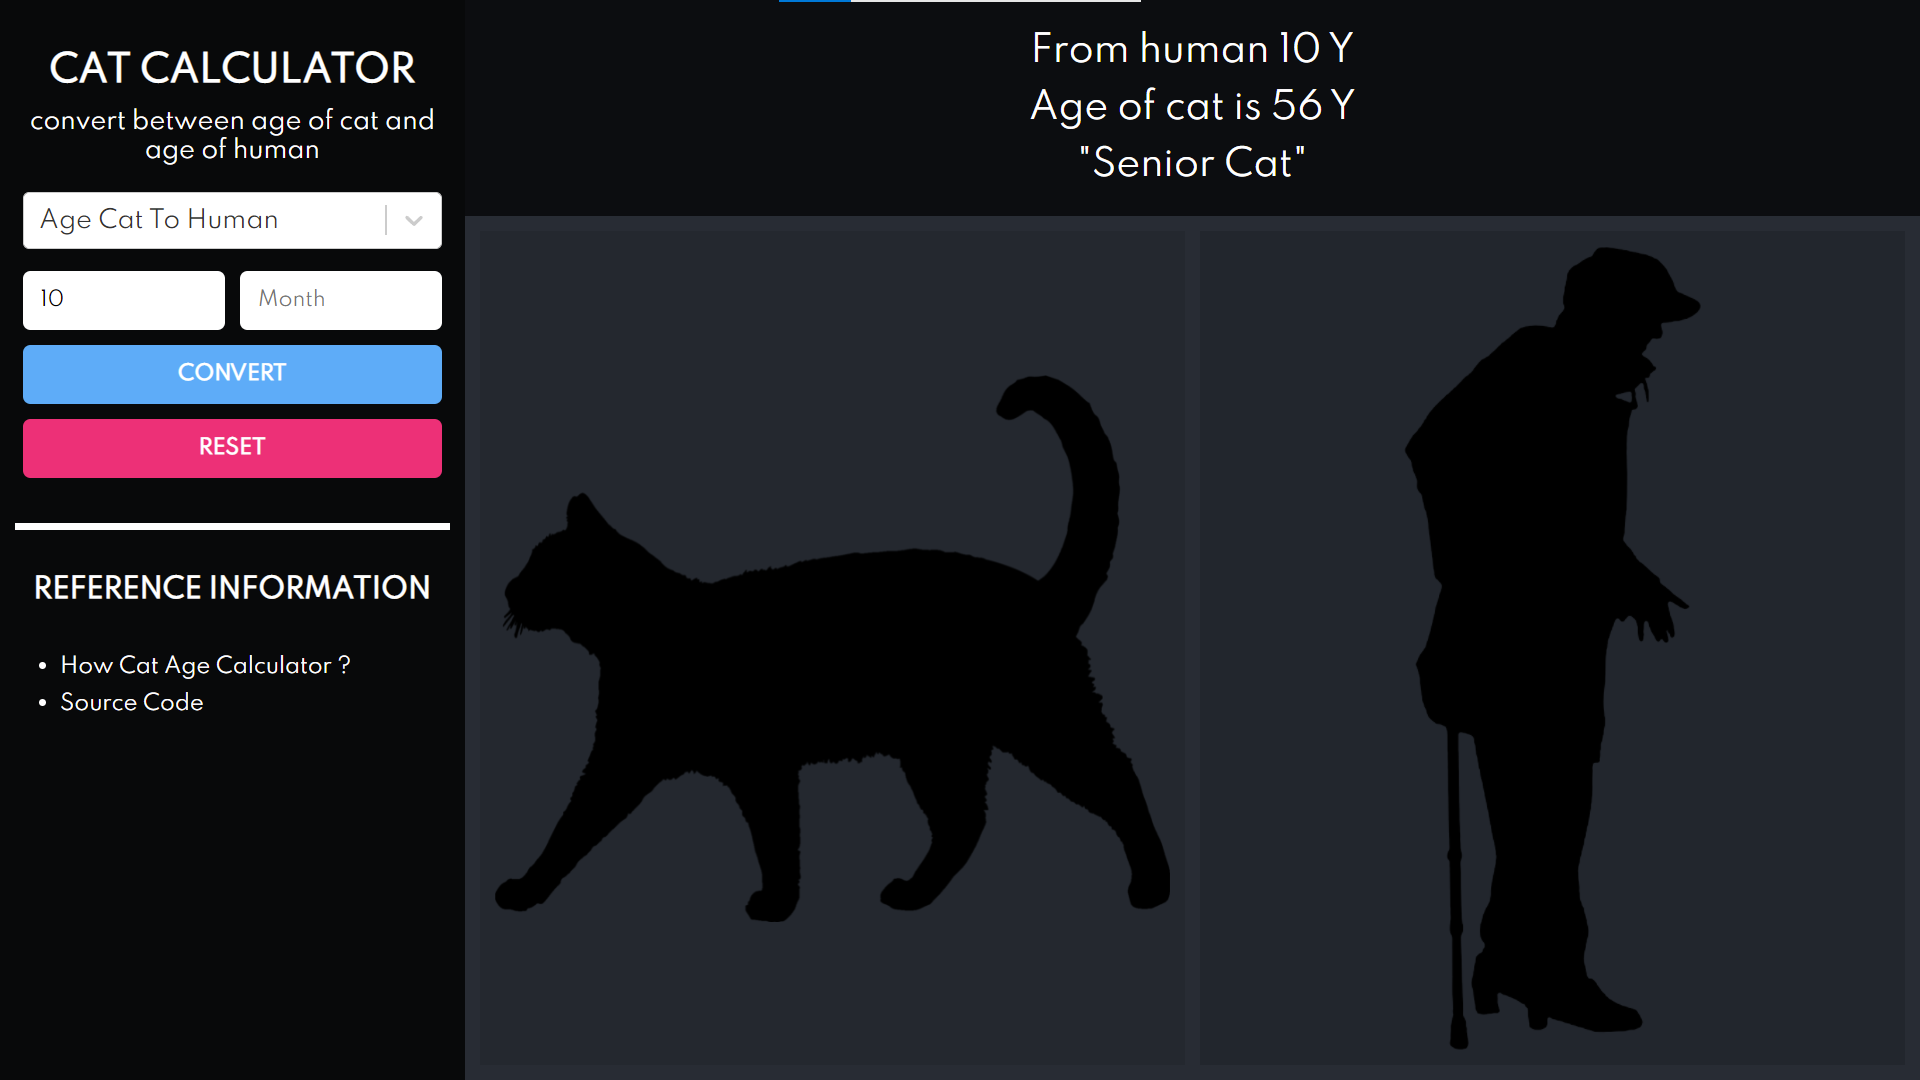 CAT CALCULATOR
convert between age of cat and
age of human
Age Cat To Human
10
Month
CONVERT
RESET
REFERENCE INFORMATION
How Cat Age Calculator ?
Source Code
From human 10 Y
Age of cat is 56 Y
"Senior Cat"